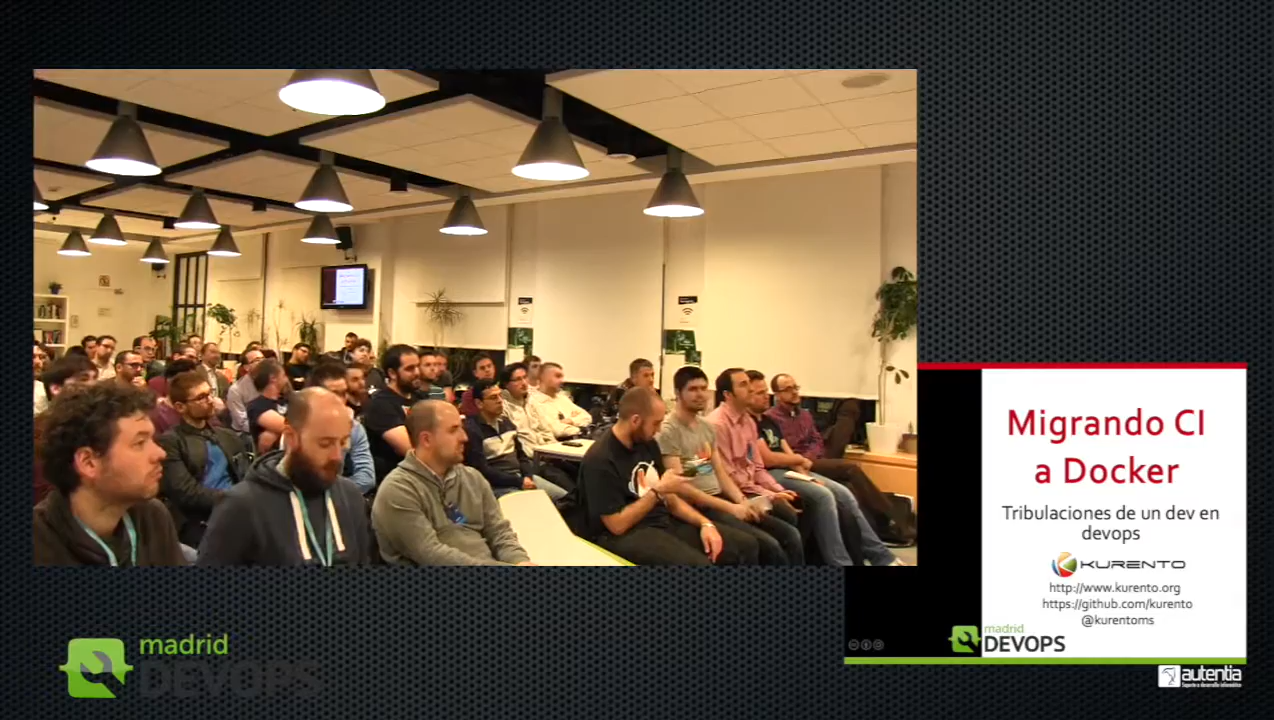 Migrando CI
a Docker
Tribulaciones de un dev en
devops
KURENTO
http://www.kurento.org
https://github.com/kurento
@kurentoms
madrid
DEVOPS
madrid
DEVOPS
autentia